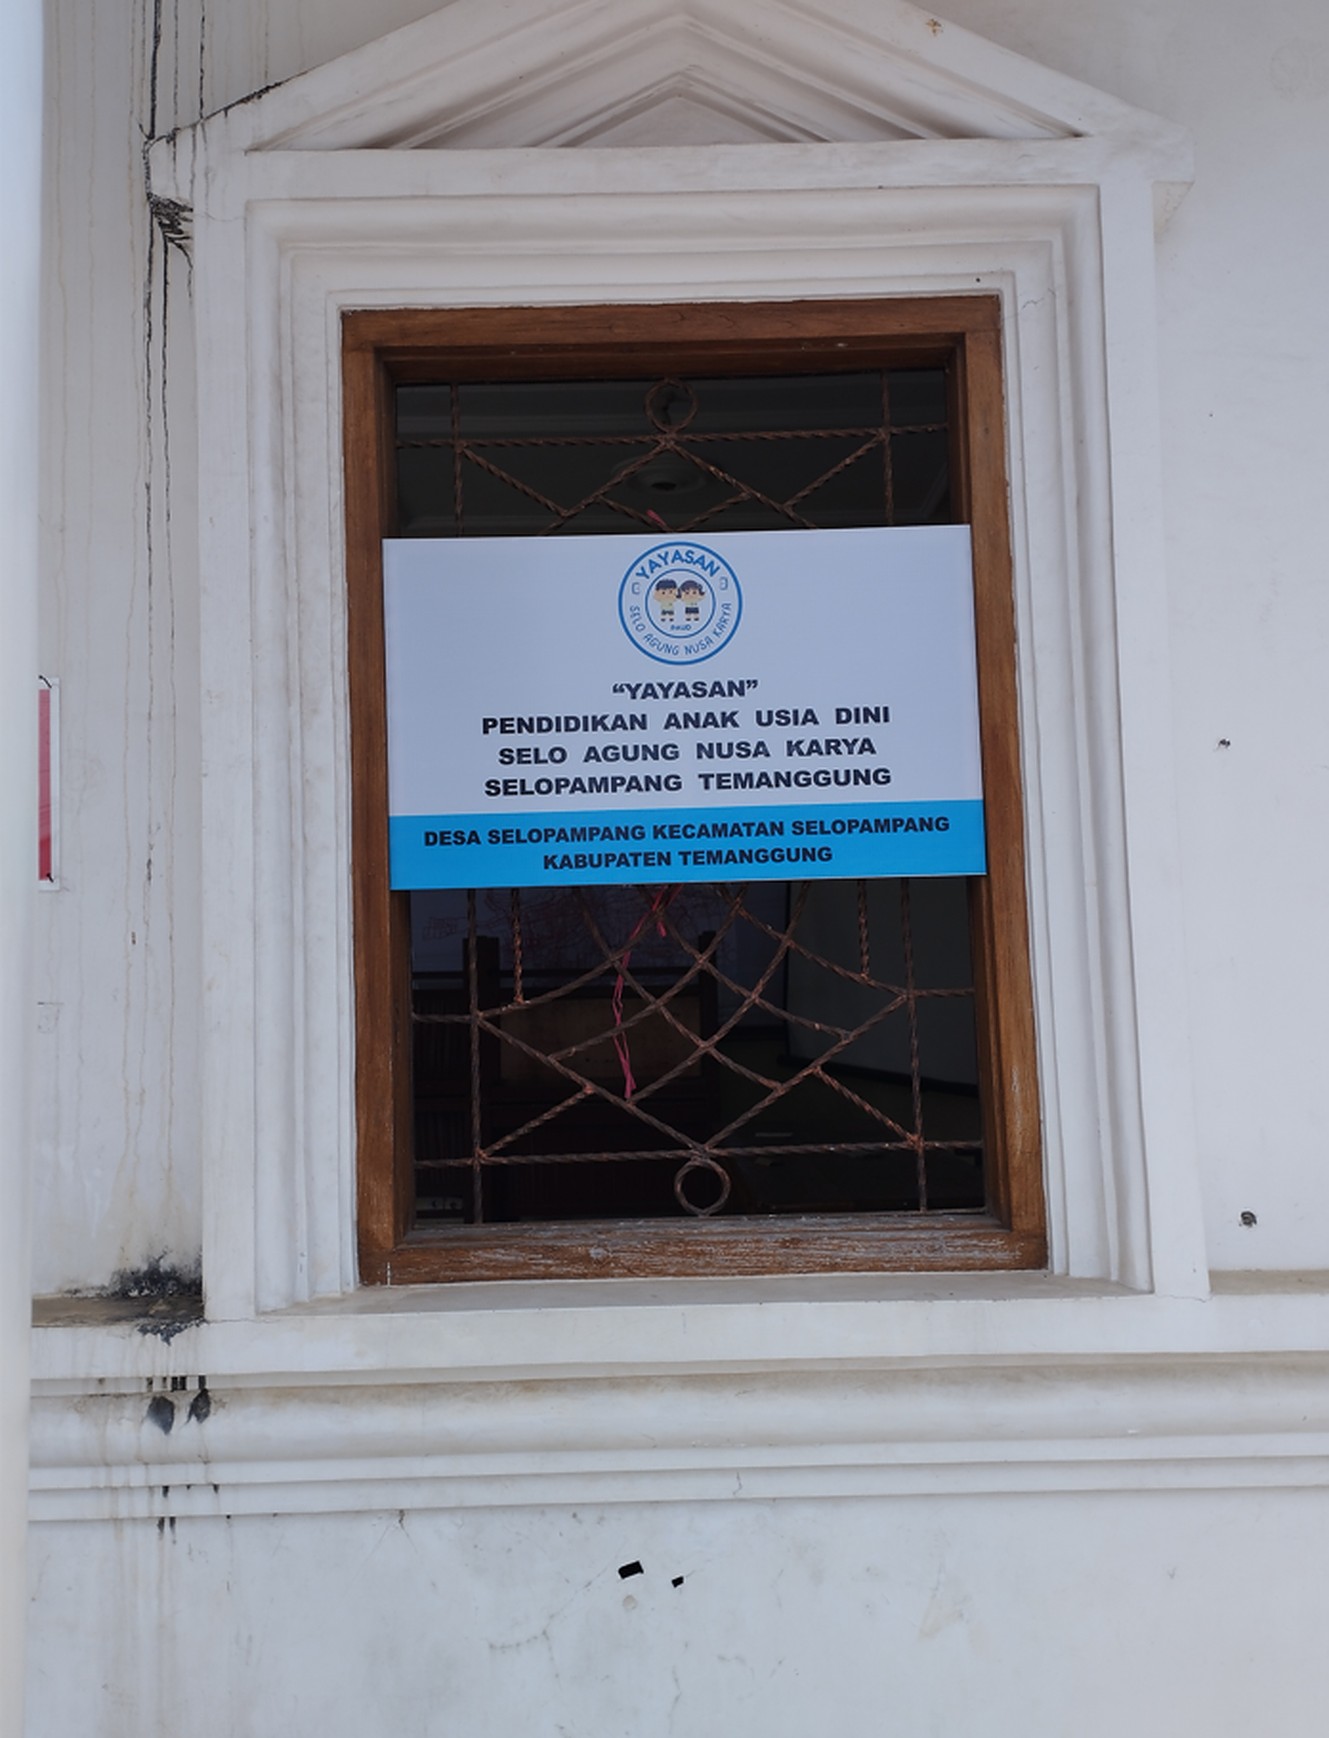 YAYASAN
SELO AGUNG NUSA KARYA
PAUD
“YAYASAN”
PENDIDIKAN ANAK USIA DINI
SELO AGUNG NUSA KARYA
SELOPAMPANG TEMANGGUNG
DESA SELOPAMPANG KECAMATAN SELOPAMPANG
KABUPATEN TEMANGGUNG